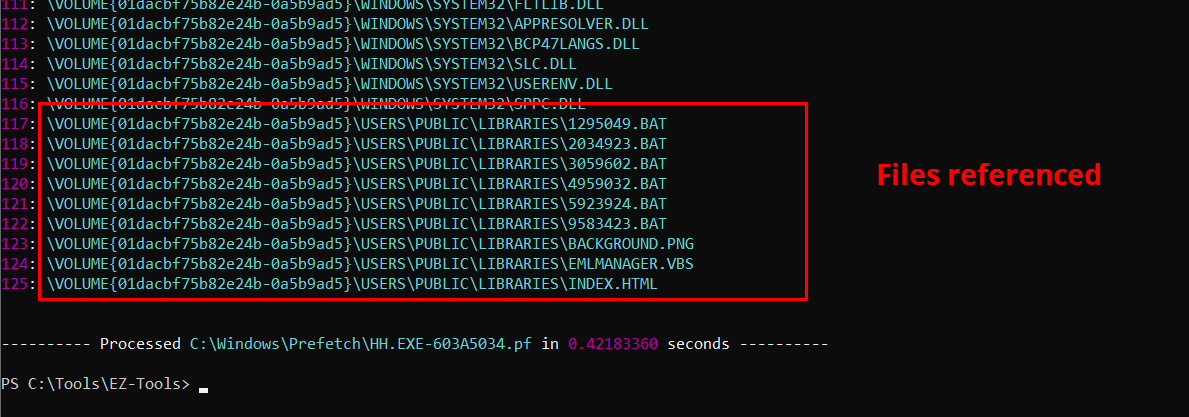 111: \VOLUME{01dacbf75b82e24b-0a5b9ad5}\WINDOWS\SYSTEM32\FLTLIB.DLL
112: \VOLUME{01dacbf75b82e24b-0a5b9ad5}\WINDOWS\SYSTEM32\APPRESOLVER.DLL
113: \VOLUME{01dacbf75b82e24b-0a5b9ad5}\WINDOWS\SYSTEM32\BCP47LANGS.DLL
114: \VOLUME{01dacbf75b82e24b-0a5b9ad5}\WINDOWS\SYSTEM32\SLC.DLL
115: \VOLUME{01dacbf75b82e24b-0a5b9ad5}\WINDOWS\SYSTEM32\USERENV.DLL
116: \VOLUME{01dacbf75b82e24b-0a5b9ad5}\WINDOWS\SYSTEM32\SPPC.DLL
117: \VOLUME{01dacbf75b82e24b-0a5b9ad5}\USERS\PUBLIC\LIBRARIES\1295049.BAT
118: \VOLUME{01dacbf75b82e24b-0a5b9ad5}\USERS\PUBLIC\LIBRARIES\2034923.BAT
119: \VOLUME{01dacbf75b82e24b-0a5b9ad5}\USERS\PUBLIC\LIBRARIES\3059602.BAT
120: \VOLUME{01dacbf75b82e24b-0a5b9ad5}\USERS\PUBLIC\LIBRARIES\4959032.BAT
121: \VOLUME{01dacbf75b82e24b-0a5b9ad5}\USERS\PUBLIC\LIBRARIES\5923924.BAT
122: \VOLUME{01dacbf75b82e24b-0a5b9ad5}\USERS\PUBLIC\LIBRARIES\9583423.BAT
123: \VOLUME{01dacbf75b82e24b-0a5b9ad5}\USERS\PUBLIC\LIBRARIES\BACKGROUND.PNG
124: \VOLUME{01dacbf75b82e24b-0a5b9ad5}\USERS\PUBLIC\LIBRARIES\EMLMANAGER.VBS
125: \VOLUME{01dacbf75b82e24b-0a5b9ad5}\USERS\PUBLIC\LIBRARIES\INDEX.HTML
Files referenced
---------- Processed C:\Windows\Prefetch\HH.EXE-603A5034.pf in 0.42183360 seconds ----------
PS C:\Tools\EZ-Tools> _